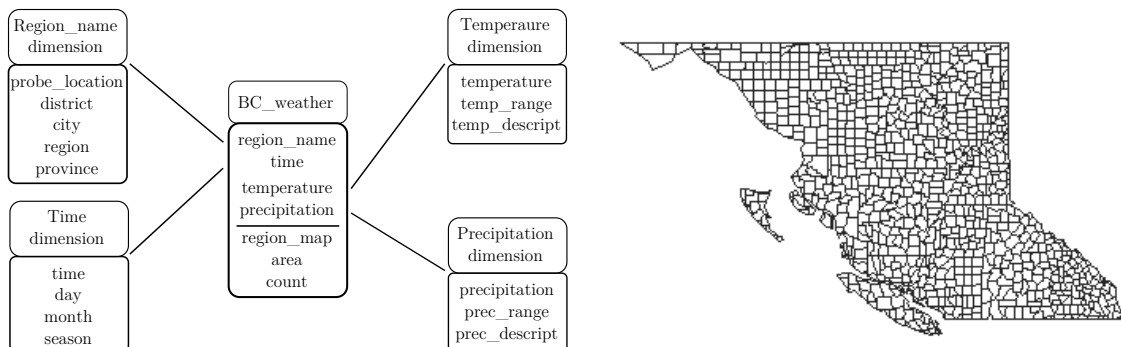 Region_name
dimension
probe_location
district
city
region
province
Time
dimension
time
day
month
season
BC_weather
region_name
time
temperature
precipitation
region_map
area
count
Temperaure
dimension
temperature
temp_range
temp_descript
Precipitation
dimension
precipitation
prec_range
prec_descript